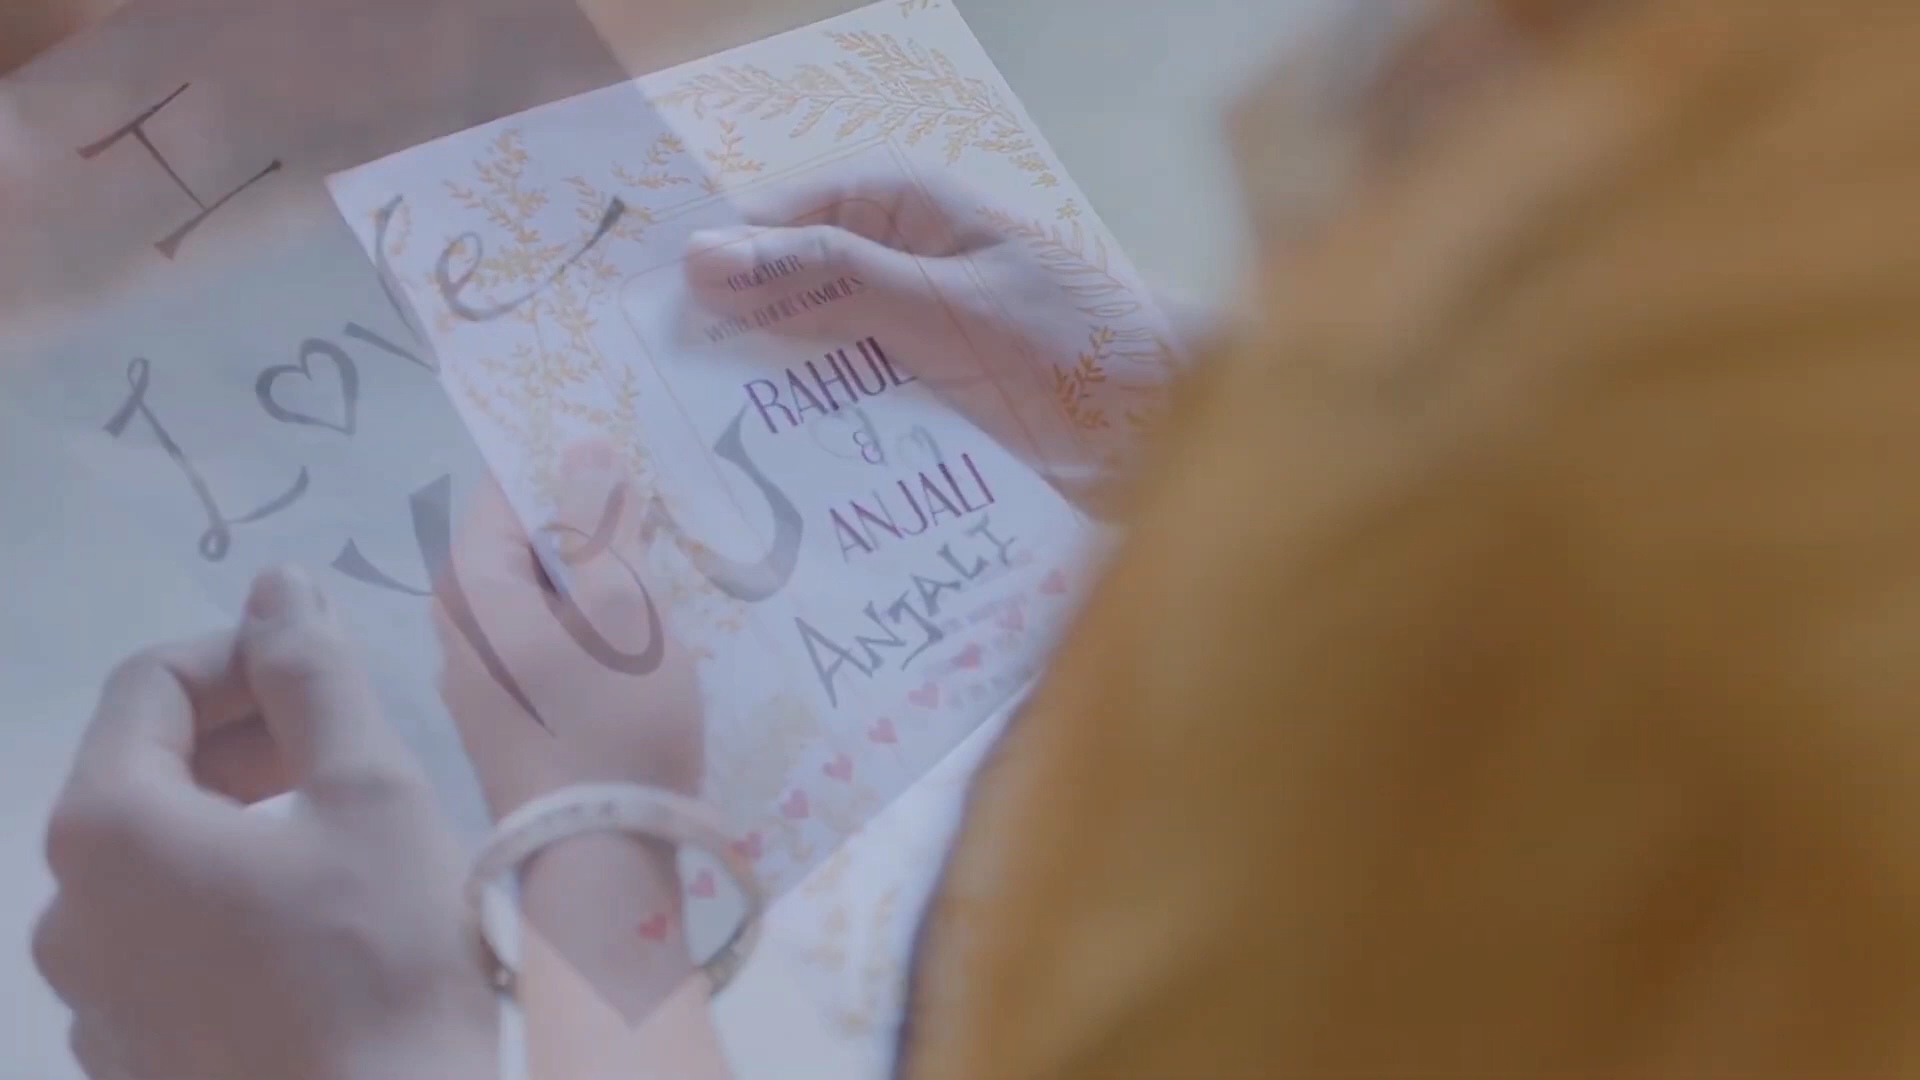 I
Love
You
ANJALI
TOGETHER
WITH THEIR FAMILIES
RAHUL
&
ANJALI